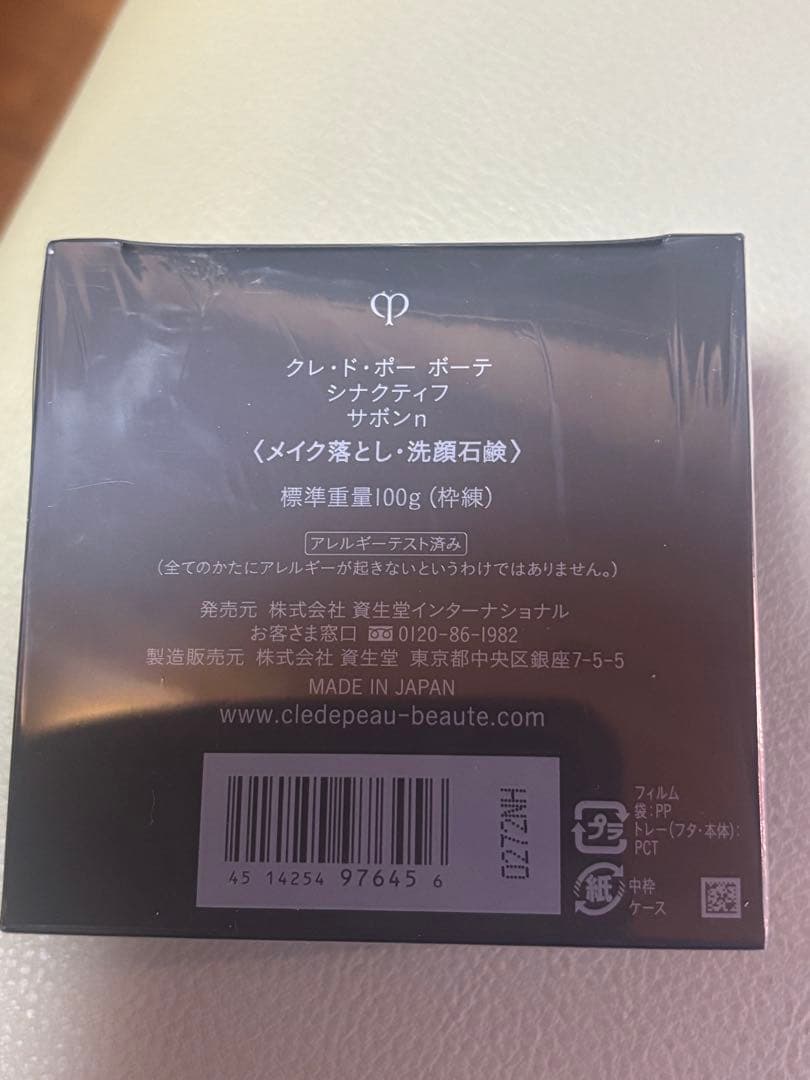 クレ・ド・ポー ボーテ
シナクティフ
サボンn
〈メイク落とし・洗顔石鹸〉
標準重量100g (枠練)
アレルギーテスト済み
(全てのかたにアレルギーが起きないというわけではありません。)
発売元 株式会社 資生堂インターナショナル
お客さま窓口 0120-86-1982
製造販売元 株式会社 資生堂 東京都中央区銀座7-5-5
MADE IN JAPAN
www.cledepeau-beaute.com
4514254976456
0272NH
プラ
フィルム
袋:PP
トレー(フタ・本体):
PCT
紙
中枠
ケース